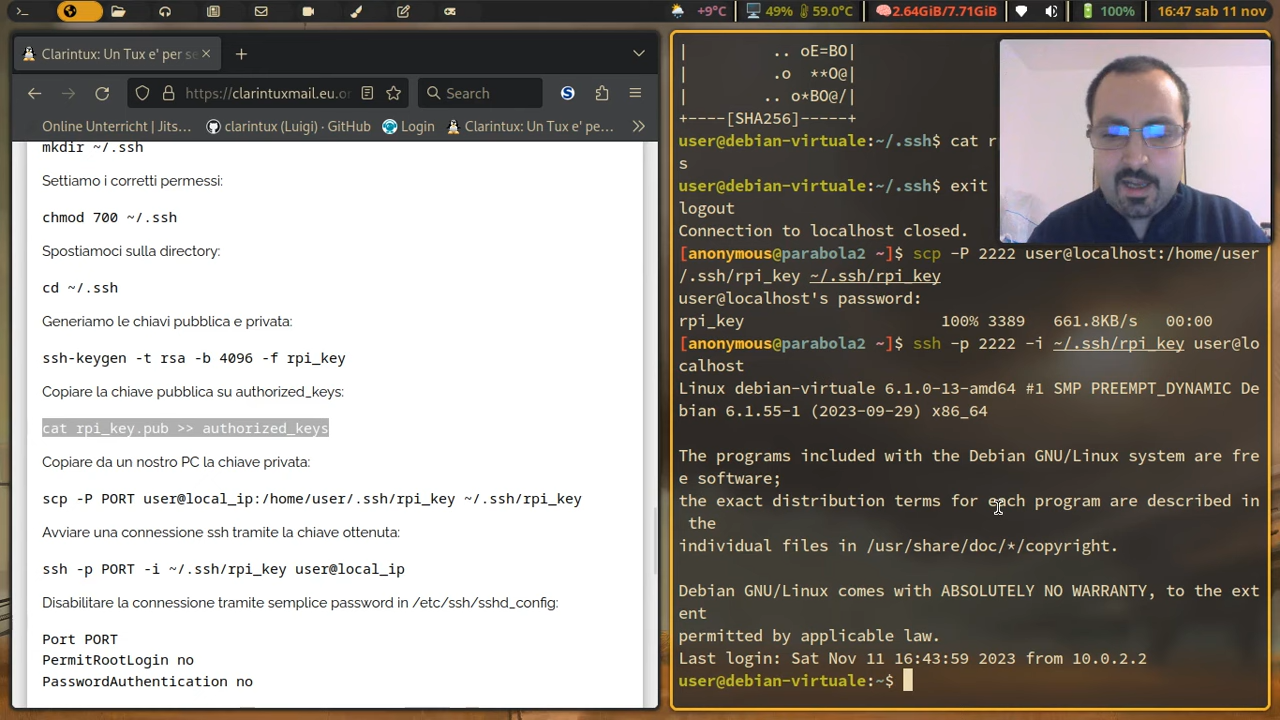 +9°C 49% 59.0°C 2.64GiB/7.71GiB 100% 16:47 sab 11 nov
Clarintux: Un Tux e' per se
https://clarintuxmail.eu.or
Search
Online Unterricht | Jits…
clarintux (Luigi) · GitHub
Login
Clarintux: Un Tux e' pe…
mkdir ~/.ssh
Settiamo i corretti permessi:
chmod 700 ~/.ssh
Spostiamoci sulla directory:
cd ~/.ssh
Generiamo le chiavi pubblica e privata:
ssh-keygen -t rsa -b 4096 -f rpi_key
Copiare la chiave pubblica su authorized_keys:
cat rpi_key.pub >> authorized_keys
Copiare da un nostro PC la chiave privata:
scp -P PORT user@local_ip:/home/user/.ssh/rpi_key ~/.ssh/rpi_key
Avviare una connessione ssh tramite la chiave ottenuta:
ssh -p PORT -i ~/.ssh/rpi_key user@local_ip
Disabilitare la connessione tramite semplice password in /etc/ssh/sshd_config:
Port PORT
PermitRootLogin no
PasswordAuthentication no
|        .. oE=BO|
|        .o  **O@|
|       .. o*BO@/|
+----[SHA256]-----+
user@debian-virtuale:~/.ssh$ cat r
s
user@debian-virtuale:~/.ssh$ exit
logout
Connection to localhost closed.
[anonymous@parabola2 ~]$ scp -P 2222 user@localhost:/home/user
/.ssh/rpi_key ~/.ssh/rpi_key
user@localhost's password:
rpi_key 100% 3389 661.8KB/s 00:00
[anonymous@parabola2 ~]$ ssh -p 2222 -i ~/.ssh/rpi_key user@lo
calhost
Linux debian-virtuale 6.1.0-13-amd64 #1 SMP PREEMPT_DYNAMIC De
bian 6.1.55-1 (2023-09-29) x86_64
The programs included with the Debian GNU/Linux system are fre
e software;
the exact distribution terms for each program are described in
the
individual files in /usr/share/doc/*/copyright.
Debian GNU/Linux comes with ABSOLUTELY NO WARRANTY, to the ext
ent
permitted by applicable law.
Last login: Sat Nov 11 16:43:59 2023 from 10.0.2.2
user@debian-virtuale:~$